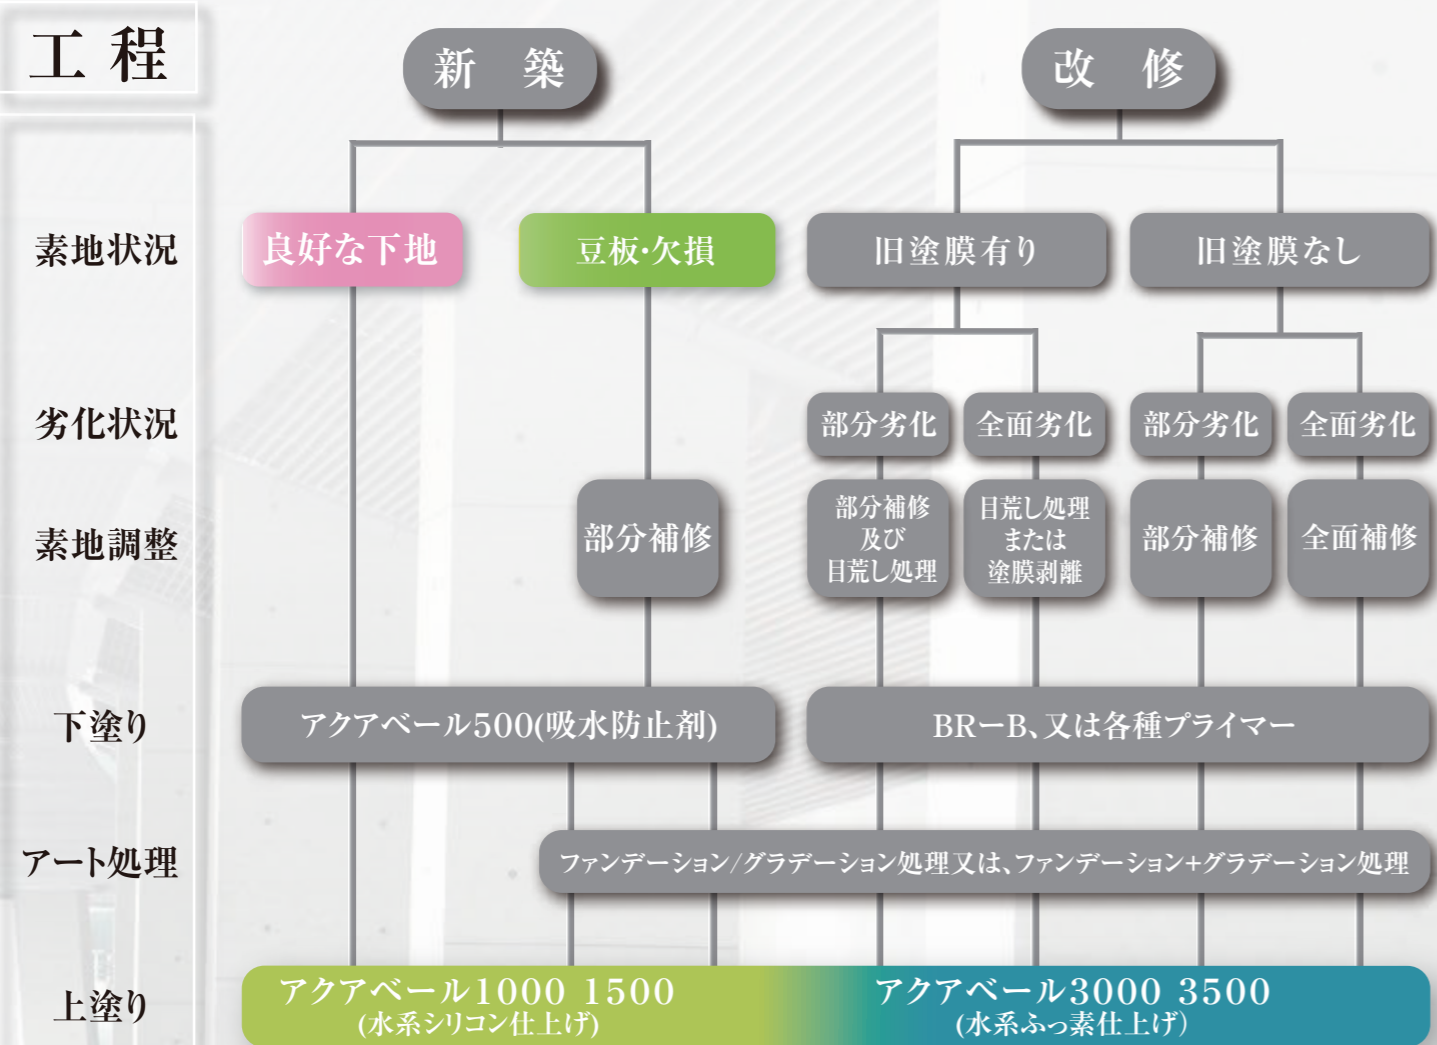 工程
新 築
改 修
素地状況
良好な下地
豆板・欠損
旧塗膜有り
旧塗膜なし
劣化状況
部分劣化
全面劣化
部分劣化
全面劣化
素地調整
部分補修
部分補修
及び
目荒し処理
目荒し処理
または
塗膜剥離
部分補修
全面補修
下塗り
アクアベール500(吸水防止剤)
BRーB、又は各種プライマー
アート処理
ファンデーション/グラデーション処理又は、ファンデーション+グラデーション処理
上塗り
アクアベール1000 1500
(水系シリコン仕上げ)
アクアベール3000 3500
(水系ふっ素仕上げ)